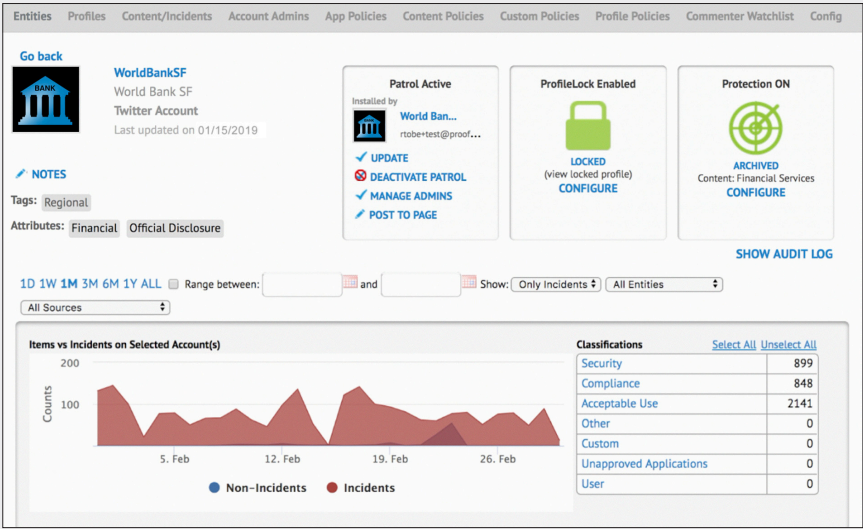 Entities Profiles Content/Incidents Account Admins App Policies Content Policies Custom Policies Profile Policies Commenter Watchlist Config
Go back
BANK
WorldBankSF
World Bank SF
Twitter Account
Last updated on 01/15/2019
NOTES
Tags: Regional
Attributes: Financial Official Disclosure
Patrol Active
Installed by
World Ban...
rtobe+test@proof...
UPDATE
DEACTIVATE PATROL
MANAGE ADMINS
POST TO PAGE
ProfileLock Enabled
LOCKED
(view locked profile)
CONFIGURE
Protection ON
ARCHIVED
Content: Financial Services
CONFIGURE
SHOW AUDIT LOG
1D 1W 1M 3M 6M 1Y ALL Range between: and Show: Only Incidents All Entities
All Sources
Items vs Incidents on Selected Account(s)
200
100
Counts
5. Feb 12. Feb 19. Feb 26. Feb
Non-Incidents Incidents
Classifications Select All Unselect All
Security 899
Compliance 848
Acceptable Use 2141
Other 0
Custom 0
Unapproved Applications 0
User 0